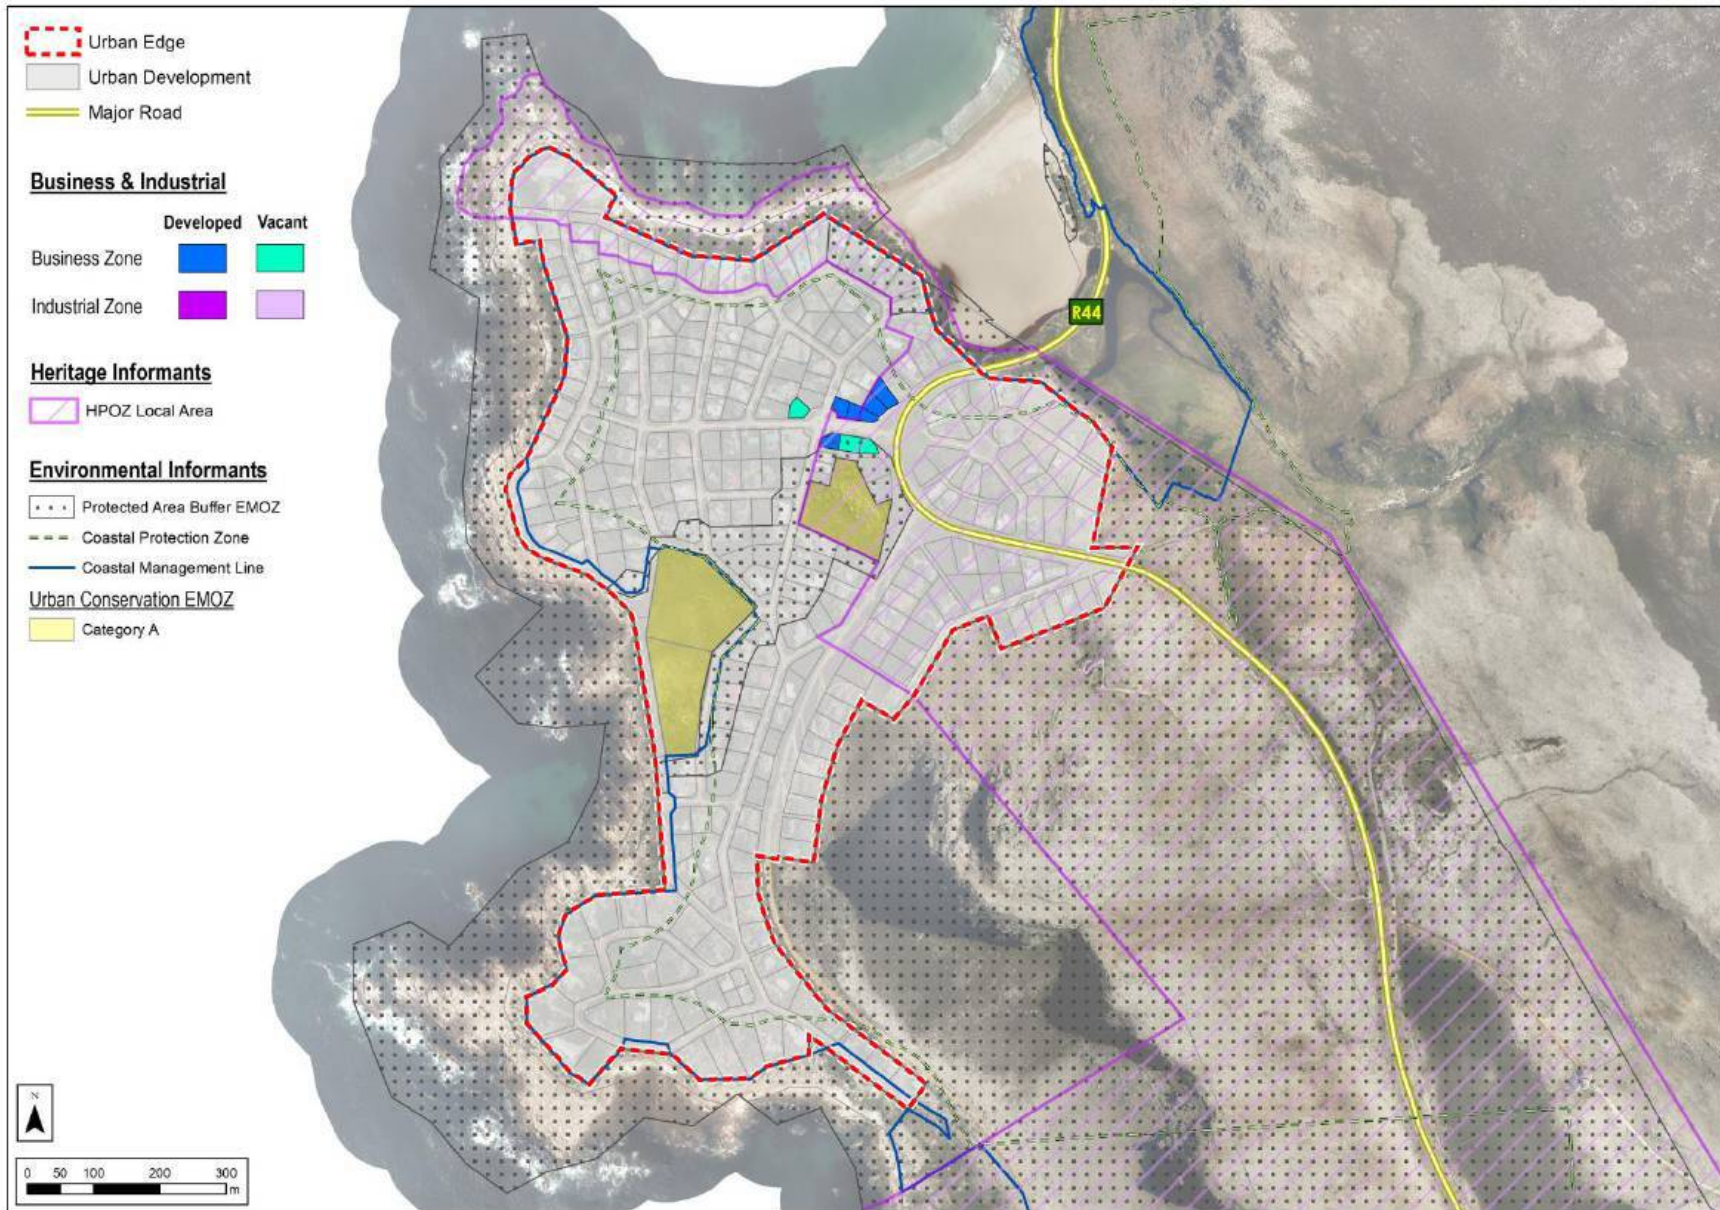 Urban Edge
Urban Development
Major Road
Business & Industrial
Developed Vacant
Business Zone
Industrial Zone
Heritage Informants
HPOZ Local Area
Environmental Informants
Protected Area Buffer EMOZ
Coastal Protection Zone
Coastal Management Line
Urban Conservation EMOZ
Category A
R44
N
0 50 100 200 300
m